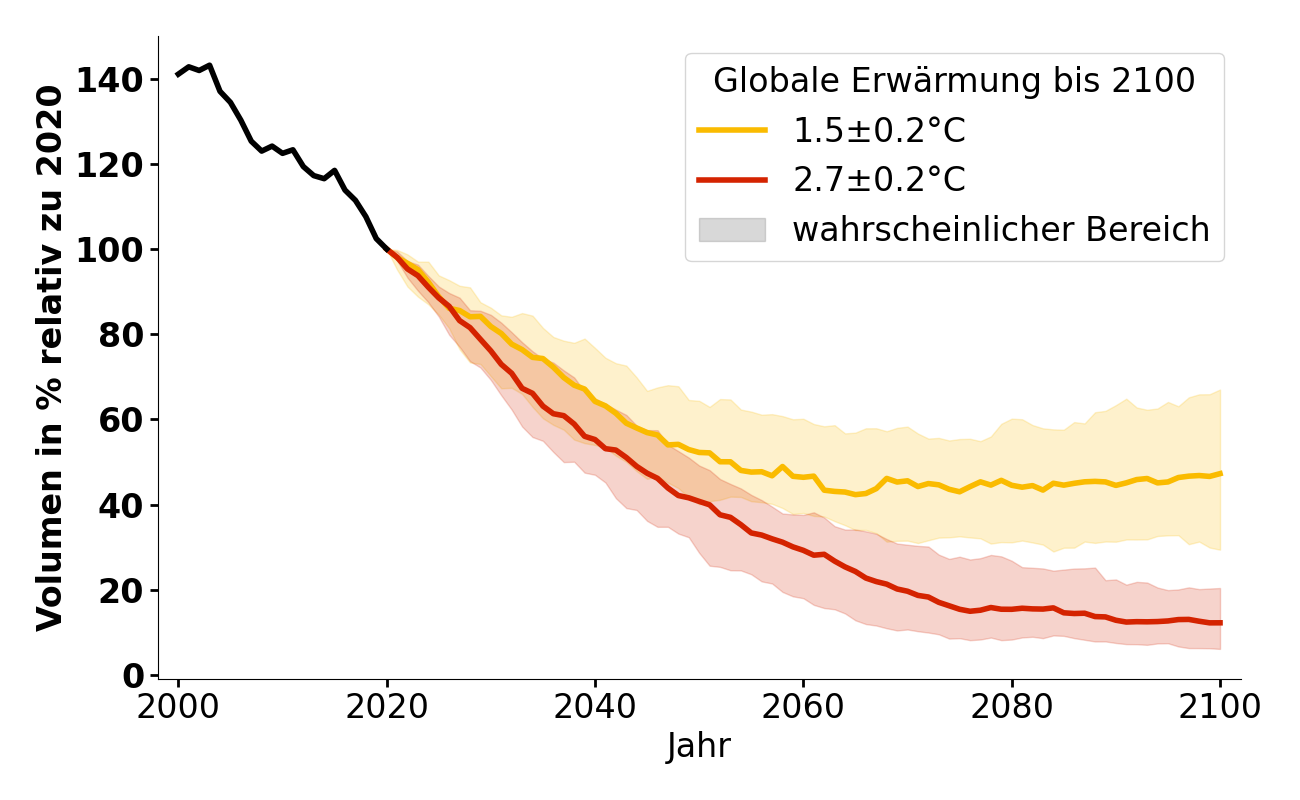 Volumen in % relativ zu 2020
140
120
100
80
60
40
20
0
Globale Erwärmung bis 2100
1.5±0.2°C
2.7±0.2°C
wahrscheinlicher Bereich
2000 2020 2040 2060 2080 2100
Jahr